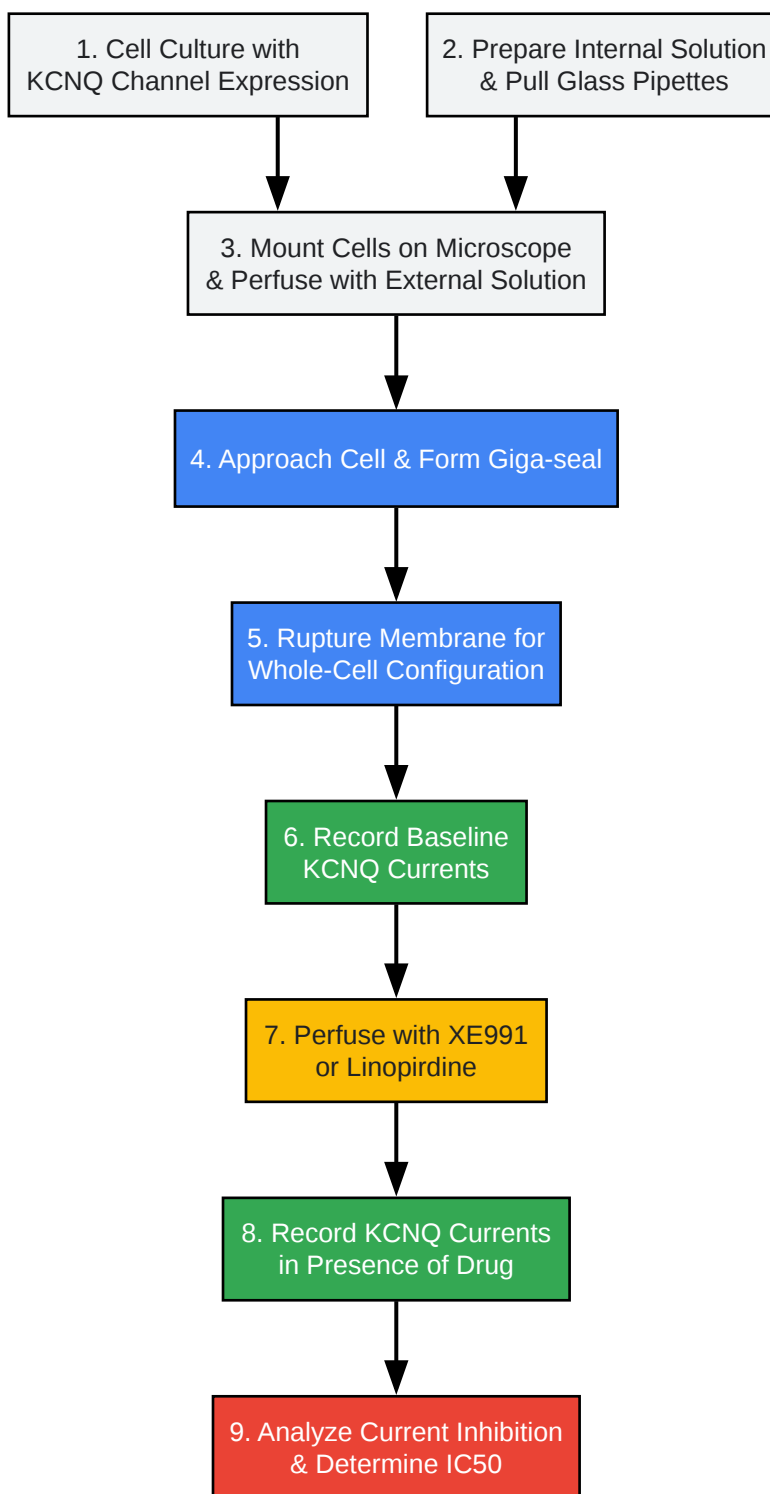 1. Cell Culture with
KCNQ Channel Expression
2. Prepare Internal Solution
& Pull Glass Pipettes
3. Mount Cells on Microscope
& Perfuse with External Solution
4. Approach Cell & Form Giga-seal
5. Rupture Membrane for
Whole-Cell Configuration
6. Record Baseline
KCNQ Currents
7. Perfuse with XE991
or Linopirdine
8. Record KCNQ Currents
in Presence of Drug
9. Analyze Current Inhibition
& Determine IC50